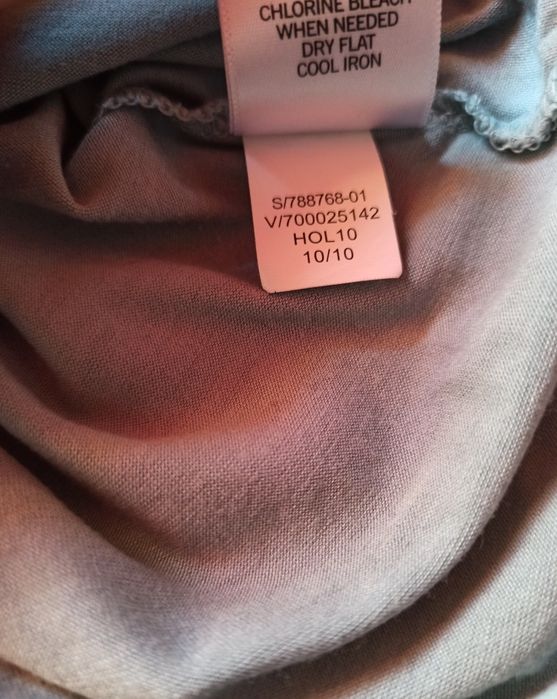 CHLORINE BLEACH
WHEN NEEDED
DRY FLAT
COOL IRON
S/788768-01
V/700025142
HOL10
10/10